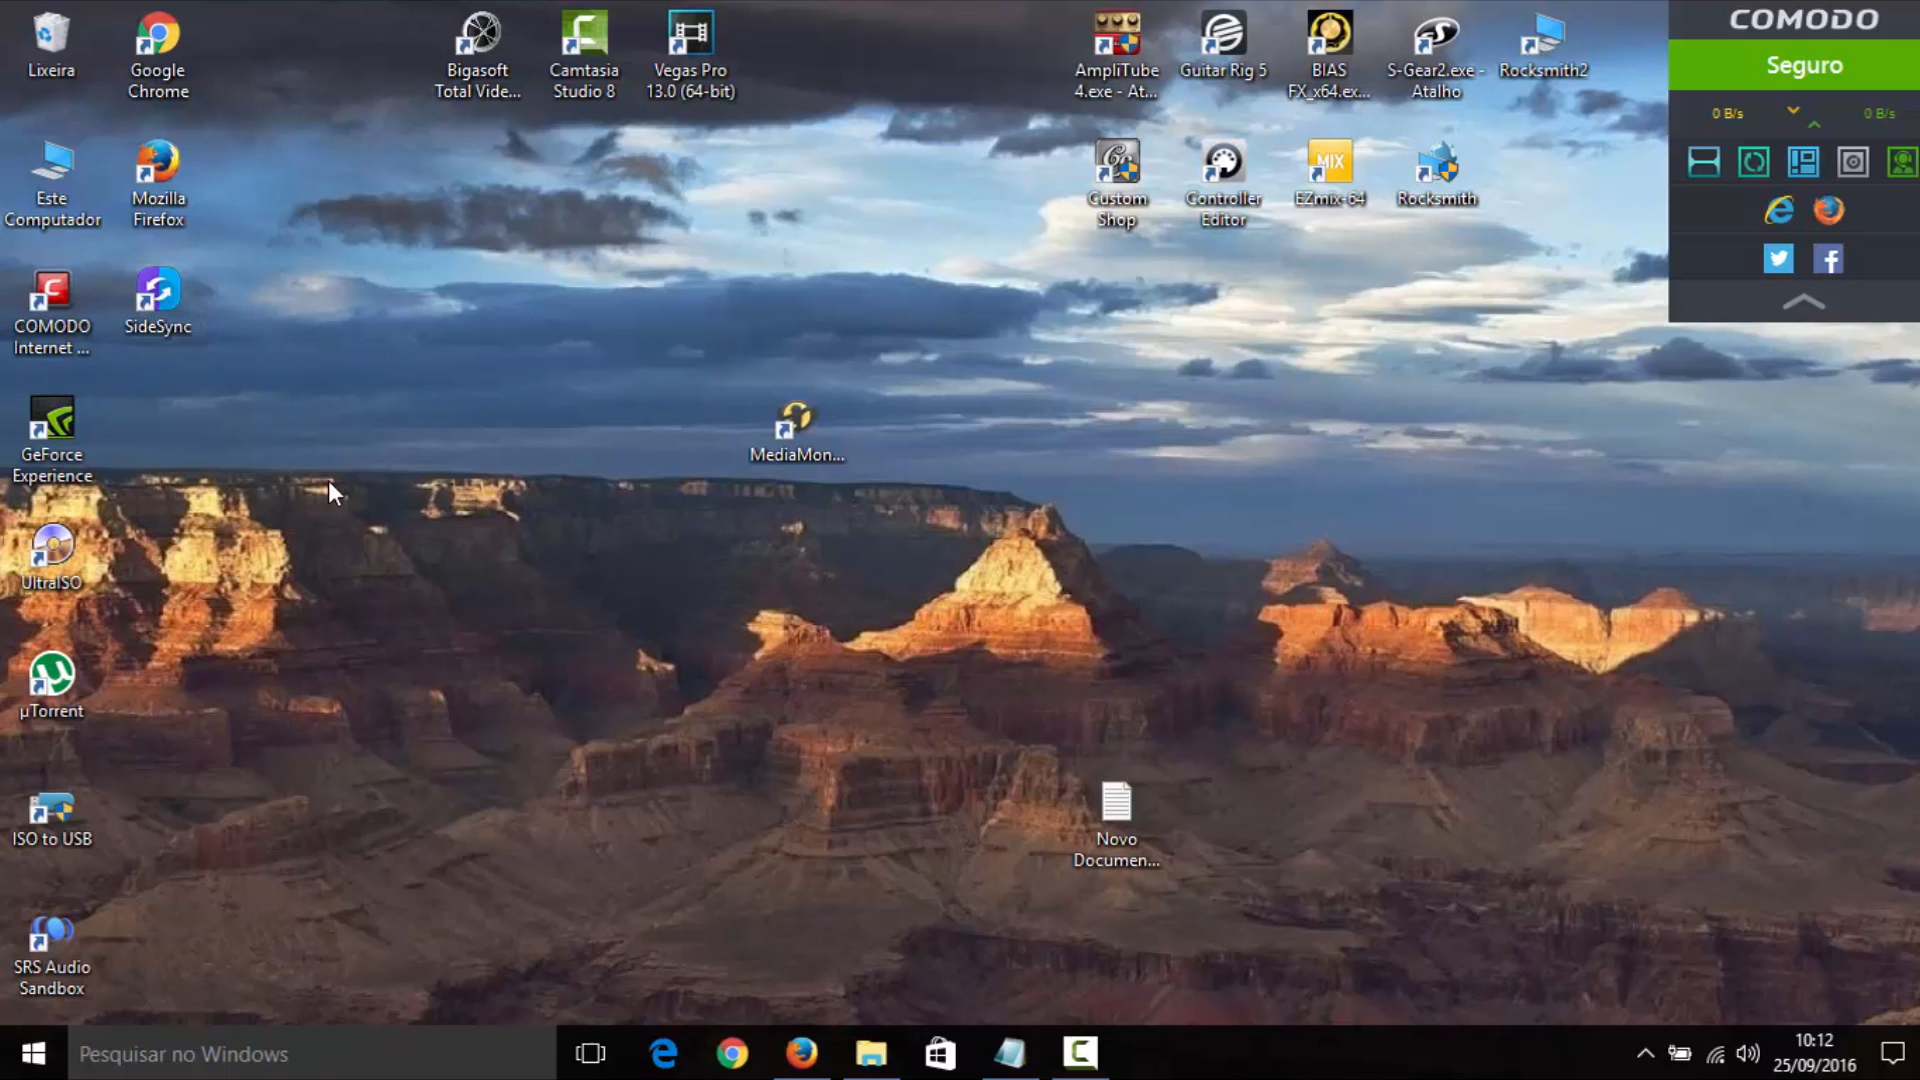 Lixeira
Google
Chrome
Bigasoft
Total Vide...
Camtasia
Studio 8
Vegas Pro
13.0 (64-bit)
AmpliTube
4.exe - At...
Guitar Rig 5
BIAS
FX_x64.ex...
S-Gear2.exe -
Atalho
Rocksmith2
COMODO
Seguro
0 B/s
0 B/s
Este
Computador
Mozilla
Firefox
Custom
Shop
Controller
Editor
MIX
EZmix-64
Rocksmith
COMODO
Internet ...
SideSync
GeForce
Experience
MediaMon...
UltraISO
µTorrent
ISO to USB
Novo
Documen...
SRS Audio
Sandbox
Pesquisar no Windows
10:12
25/09/2016